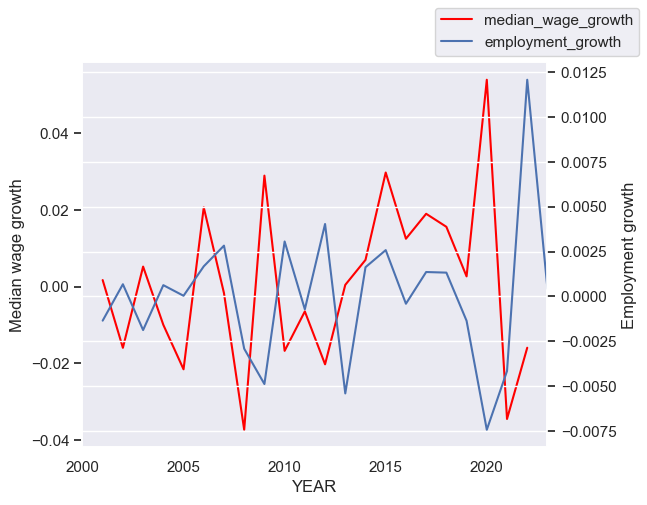 median_wage_growth
employment_growth
0.04
0.02
0.00
−0.02
−0.04
Median wage growth
0.0125
0.0100
0.0075
0.0050
0.0025
0.0000
−0.0025
−0.0050
−0.0075
Employment growth
2000 2005 2010 2015 2020
YEAR